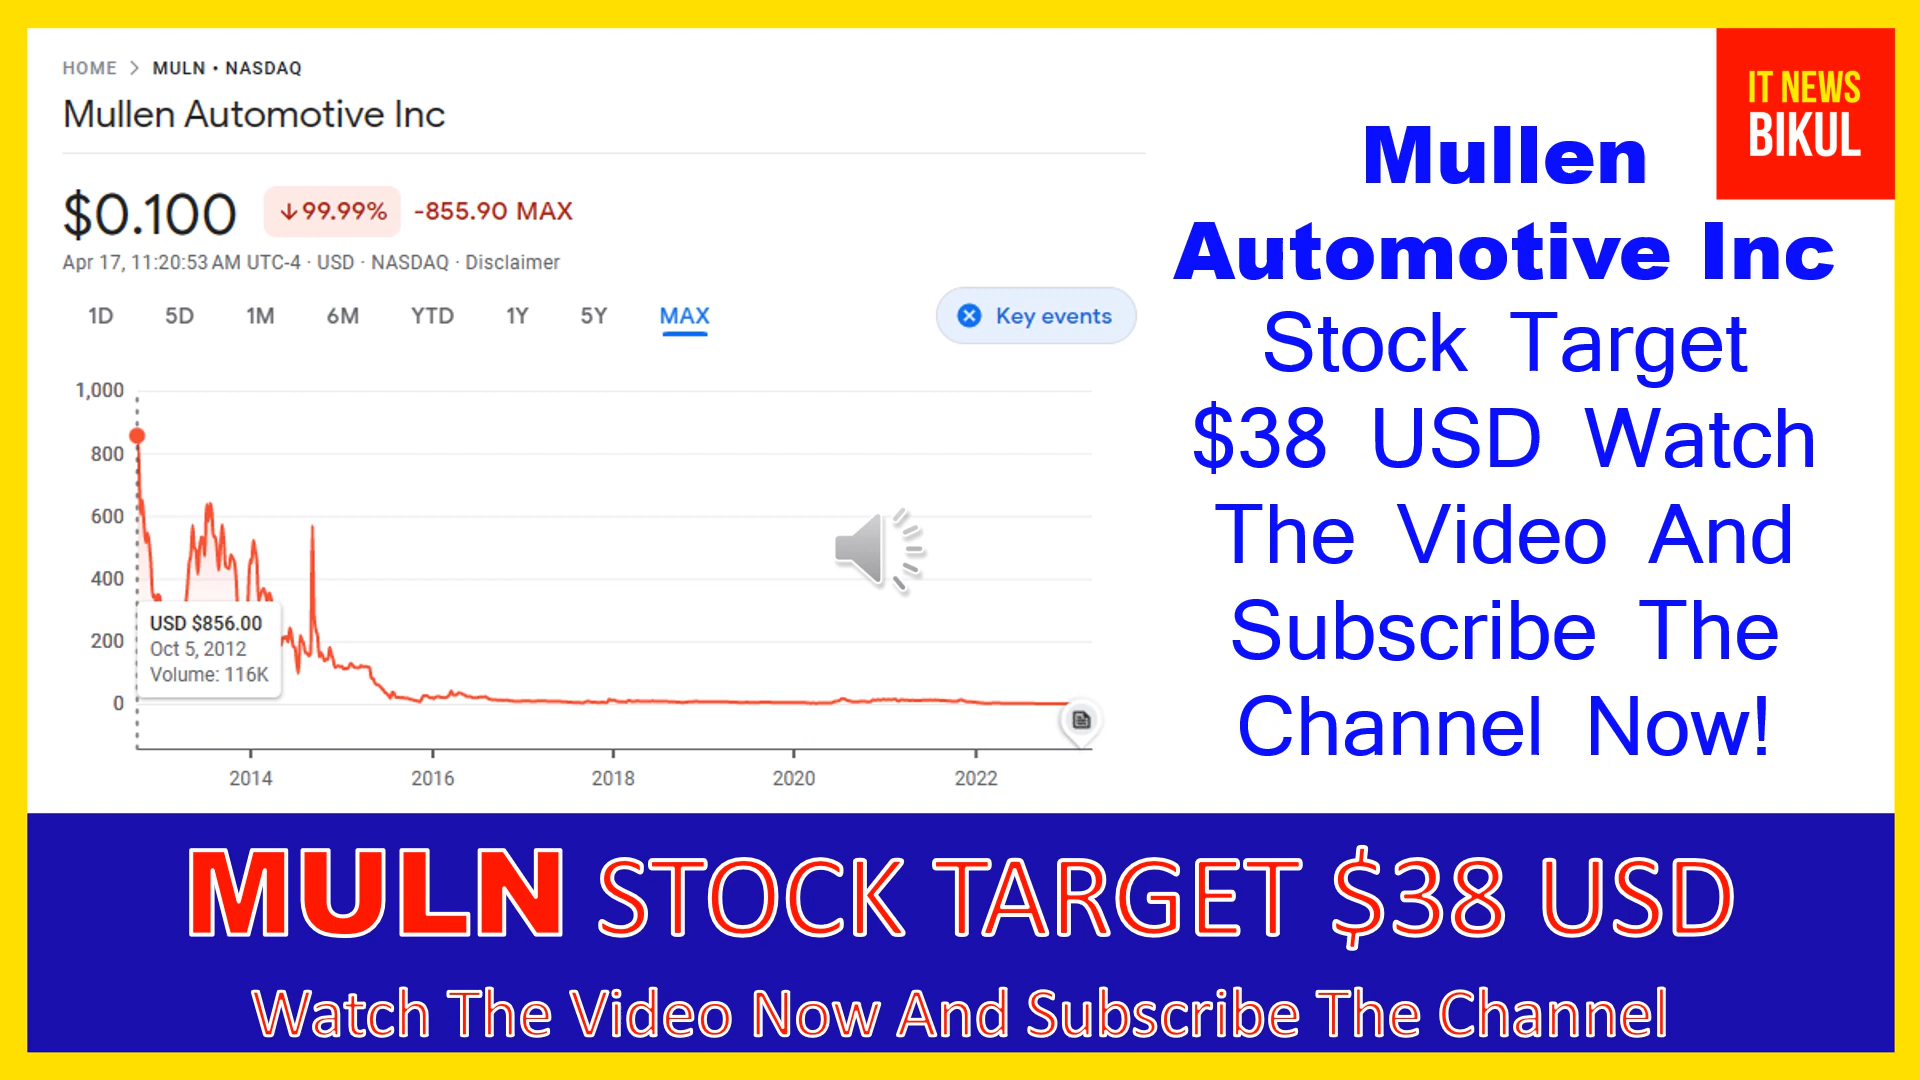 HOME > MULN • NASDAQ
Mullen Automotive Inc
$0.100 ↓99.99% -855.90 MAX
Apr 17, 11:20:53 AM UTC-4 · USD · NASDAQ · Disclaimer
1D 5D 1M 6M YTD 1Y 5Y MAX Key events
1,000
800
600
400
200
0
USD $856.00
Oct 5, 2012
Volume: 116K
2014 2016 2018 2020 2022
IT NEWS
BIKUL
Mullen
Automotive Inc
Stock Target
$38 USD Watch
The Video And
Subscribe The
Channel Now!
MULN STOCK TARGET $38 USD
Watch The Video Now And Subscribe The Channel